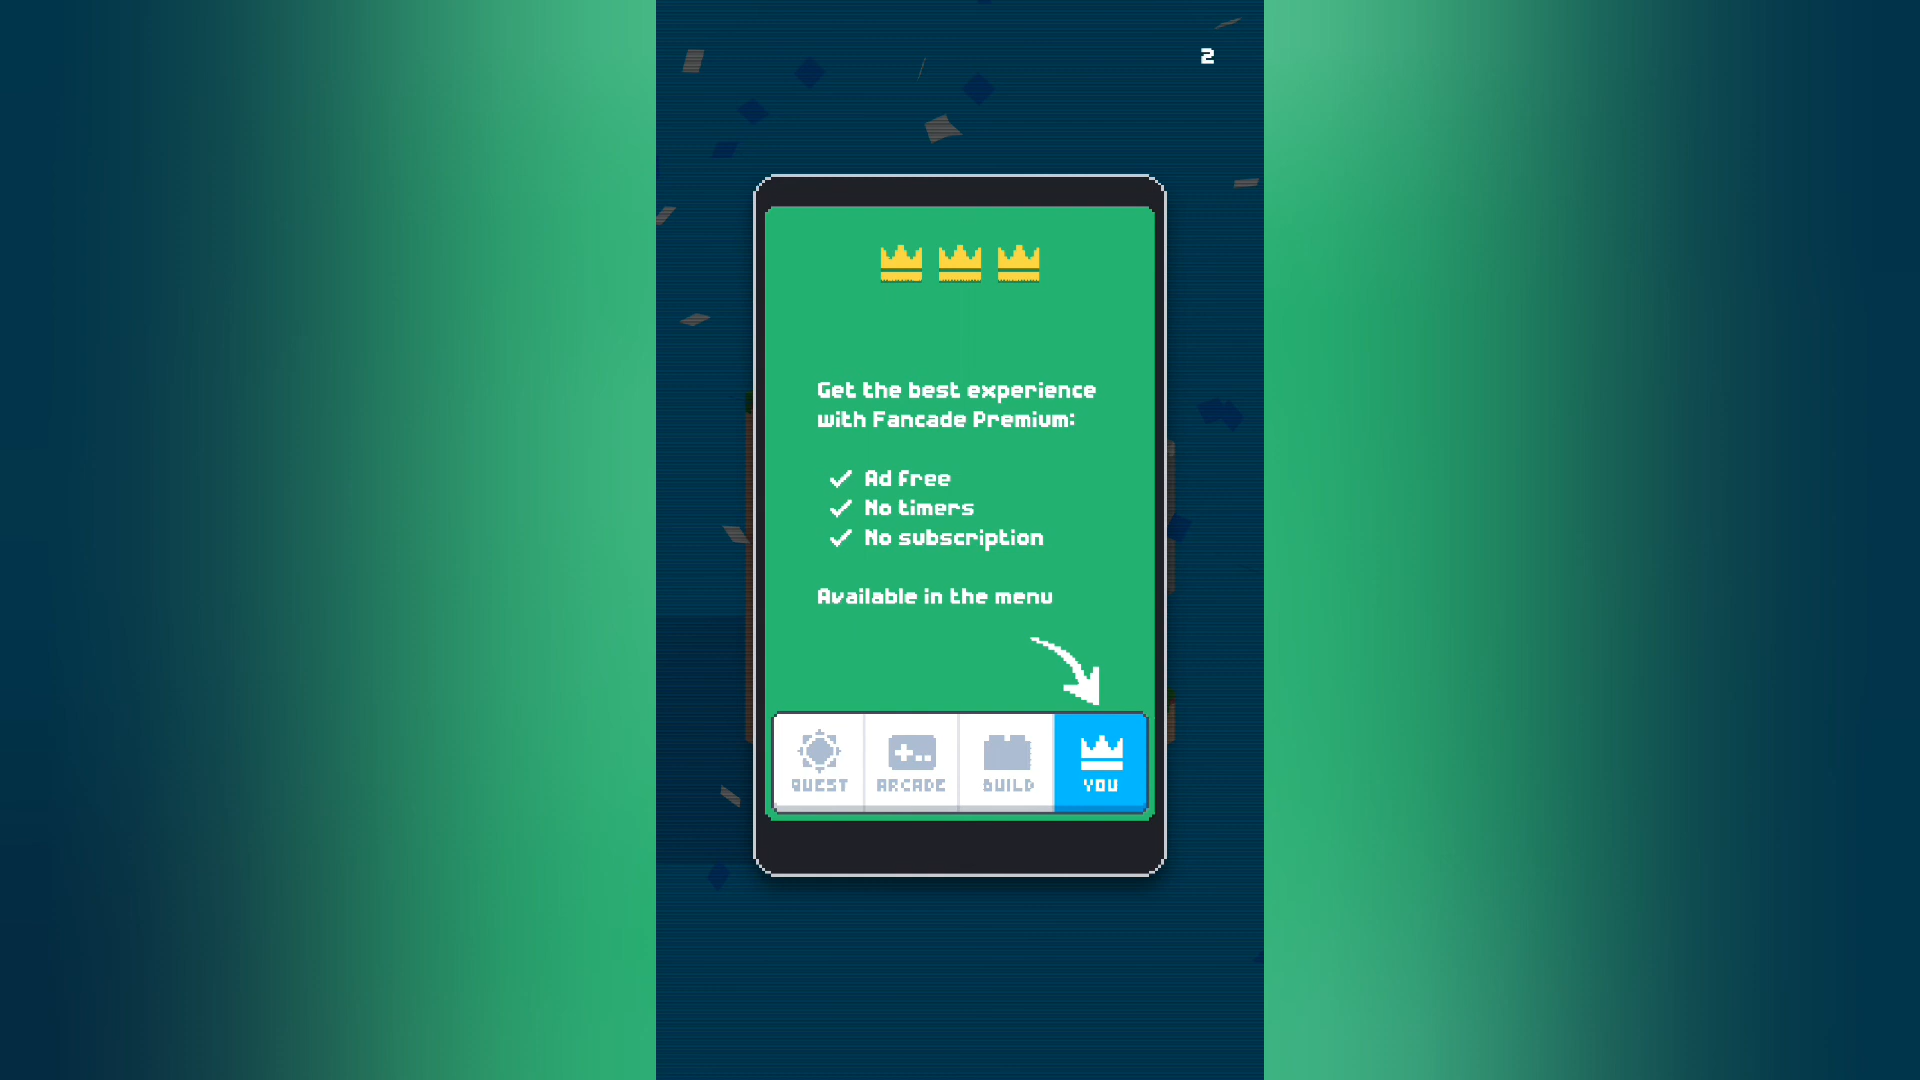 2
Get the best experience
with Fancade Premium:
Ad free
No timers
No subscription
Available in the menu
QUEST ARCADE BUILD YOU